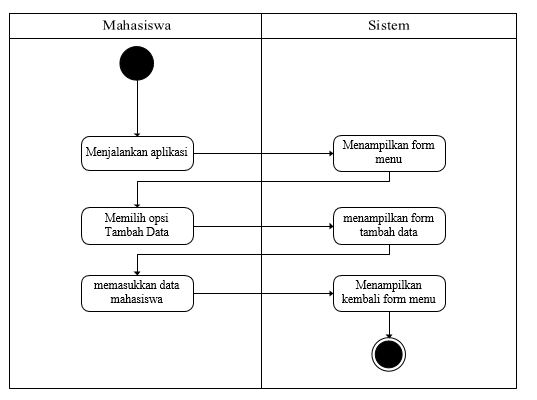 Mahasiswa
Sistem
Menjalankan aplikasi
Menampilkan form
menu
Memilih opsi
Tambah Data
menampilkan form
tambah data
memasukkan data
mahasiswa
Menampilkan
kembali form menu